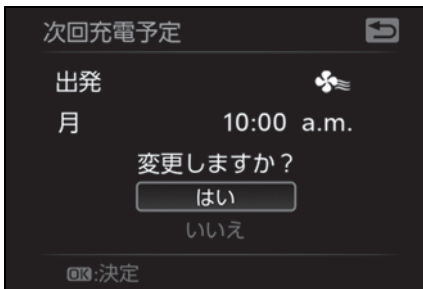 次回充電予定
出発
月 10:00 a.m.
変更しますか？
はい
いいえ
OK:決定